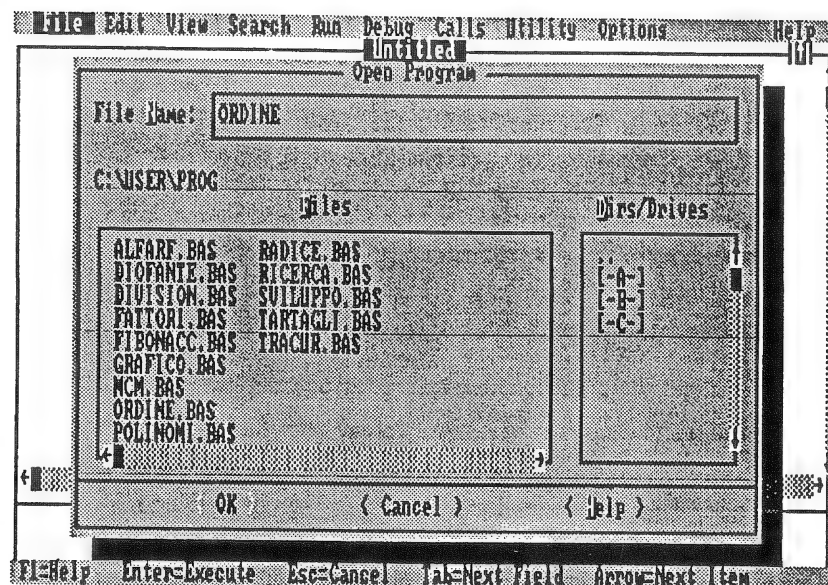 File Edit View Search Run Debug Calls Utility Options Help
Untitled
Open Program
File Name: ORDINE
C:\USER\PROG
Files Dirs/Drives
ALFARF.BAS RADICE.BAS ..
DIOFANTE.BAS RICERCA.BAS [-A-]
DIVISION.BAS SVILUPPO.BAS [-B-]
FATTORI.BAS TARTAGLI.BAS [-C-]
FIBONACC.BAS TRACUR.BAS
GRAFICO.BAS
MCM.BAS
ORDINE.BAS
POLINOMI.BAS
< OK > < Cancel > < Help >
F1=Help Enter=Execute Esc=Cancel Tab=Next Field Arrow=Next Item